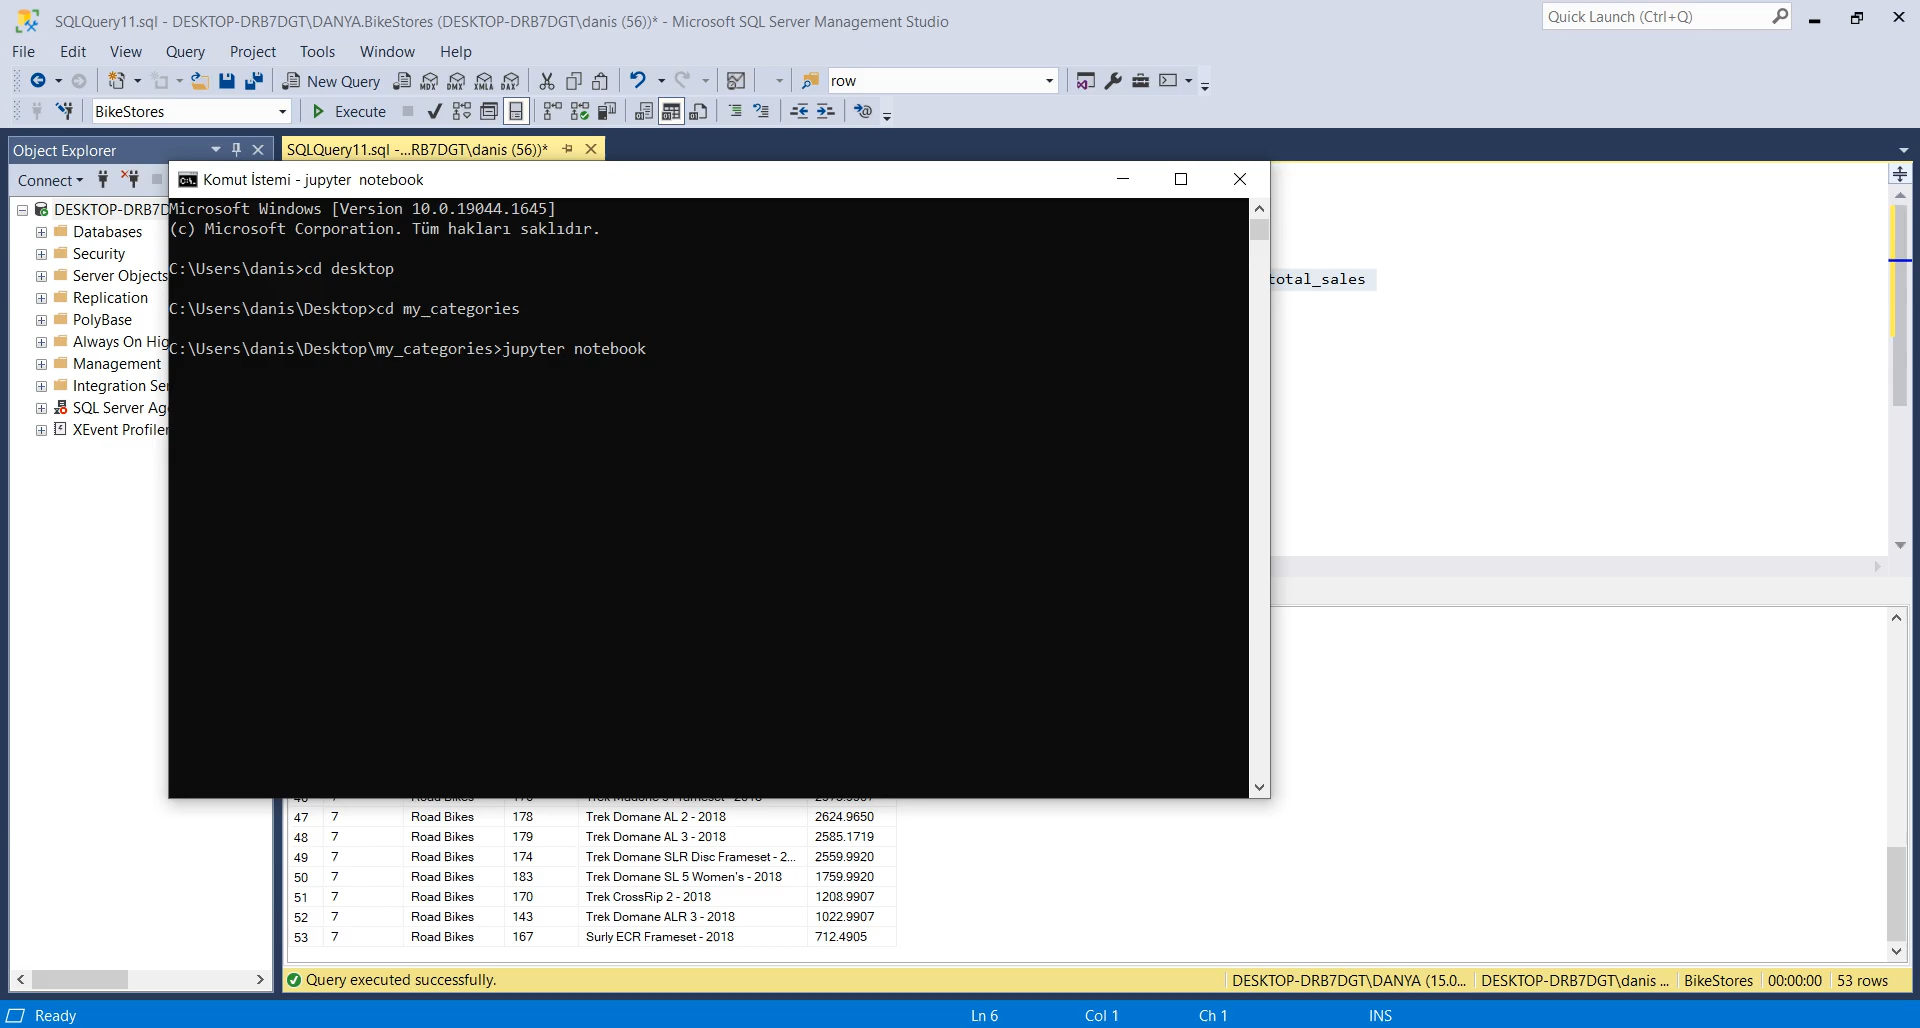 SQLQuery11.sql - DESKTOP-DRB7DGT\DANYA.BikeStores (DESKTOP-DRB7DGT\danis (56))* - Microsoft SQL Server Management Studio
Quick Launch (Ctrl+Q)
File Edit View Query Project Tools Window Help
New Query MDX DMX XMLA DAX row
BikeStores Execute
Object Explorer
SQLQuery11.sql -...RB7DGT\danis (56))*
Connect
Komut İstemi - jupyter  notebook
DESKTOP-DRB7D
Databases
Security
Server Objects
Replication
PolyBase
Always On Hig
Management
Integration Ser
SQL Server Ag
XEvent Profiler
Microsoft Windows [Version 10.0.19044.1645]
(c) Microsoft Corporation. Tüm hakları saklıdır.
C:\Users\danis>cd desktop
C:\Users\danis\Desktop>cd my_categories
C:\Users\danis\Desktop\my_categories>jupyter notebook
total_sales
47 7 Road Bikes 178 Trek Domane AL 2 - 2018 2624.9650
48 7 Road Bikes 179 Trek Domane AL 3 - 2018 2585.1719
49 7 Road Bikes 174 Trek Domane SLR Disc Frameset - 2... 2559.9920
50 7 Road Bikes 183 Trek Domane SL 5 Women's - 2018 1759.9920
51 7 Road Bikes 170 Trek CrossRip 2 - 2018 1208.9907
52 7 Road Bikes 143 Trek Domane ALR 3 - 2018 1022.9907
53 7 Road Bikes 167 Surly ECR Frameset - 2018 712.4905
Query executed successfully.
DESKTOP-DRB7DGT\DANYA (15.0... DESKTOP-DRB7DGT\danis ... BikeStores 00:00:00 53 rows
Ready Ln 6 Col 1 Ch 1 INS